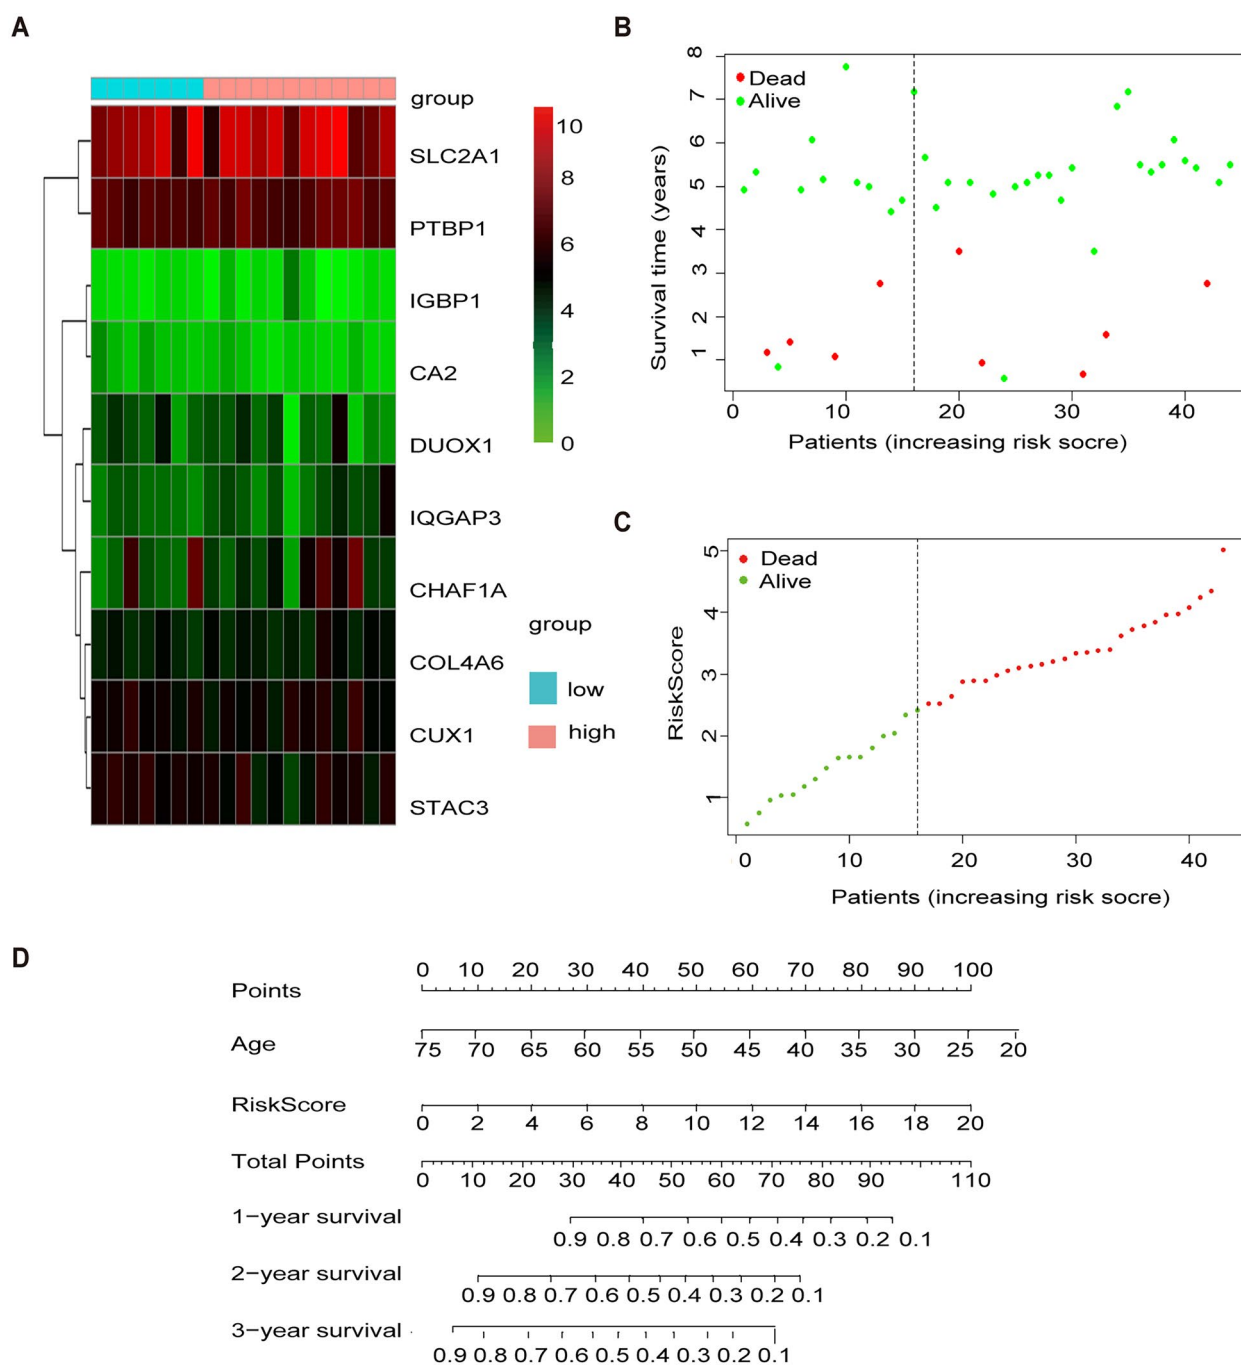 A
group
SLC2A1
PTBP1
IGBP1
CA2
DUOX1
IQGAP3
CHAF1A
COL4A6
CUX1
STAC3
10
8
6
4
2
0
group
low
high
B
Dead
Alive
Survival time (years)
8
7
6
5
4
3
2
1
0 10 20 30 40
Patients (increasing risk socre)
C
Dead
Alive
RiskScore
5
4
3
2
1
0 10 20 30 40
Patients (increasing risk socre)
D
Points
0 10 20 30 40 50 60 70 80 90 100
Age
75 70 65 60 55 50 45 40 35 30 25 20
RiskScore
0 2 4 6 8 10 12 14 16 18 20
Total Points
0 10 20 30 40 50 60 70 80 90 110
1-year survival
0.9 0.8 0.7 0.6 0.5 0.4 0.3 0.2 0.1
2-year survival
0.9 0.8 0.7 0.6 0.5 0.4 0.3 0.2 0.1
3-year survival
0.9 0.8 0.7 0.6 0.5 0.4 0.3 0.2 0.1